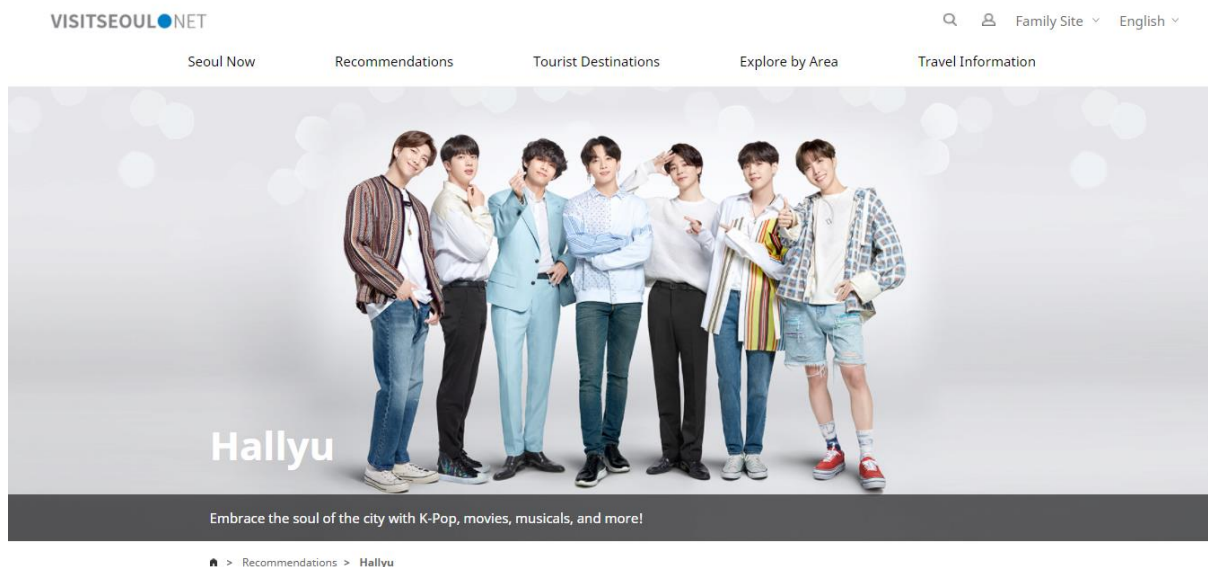 VISITSEOUL NET
Family Site
English
Seoul Now
Recommendations
Tourist Destinations
Explore by Area
Travel Information
Hallyu
Embrace the soul of the city with K-Pop, movies, musicals, and more!
> Recommendations > Hallyu